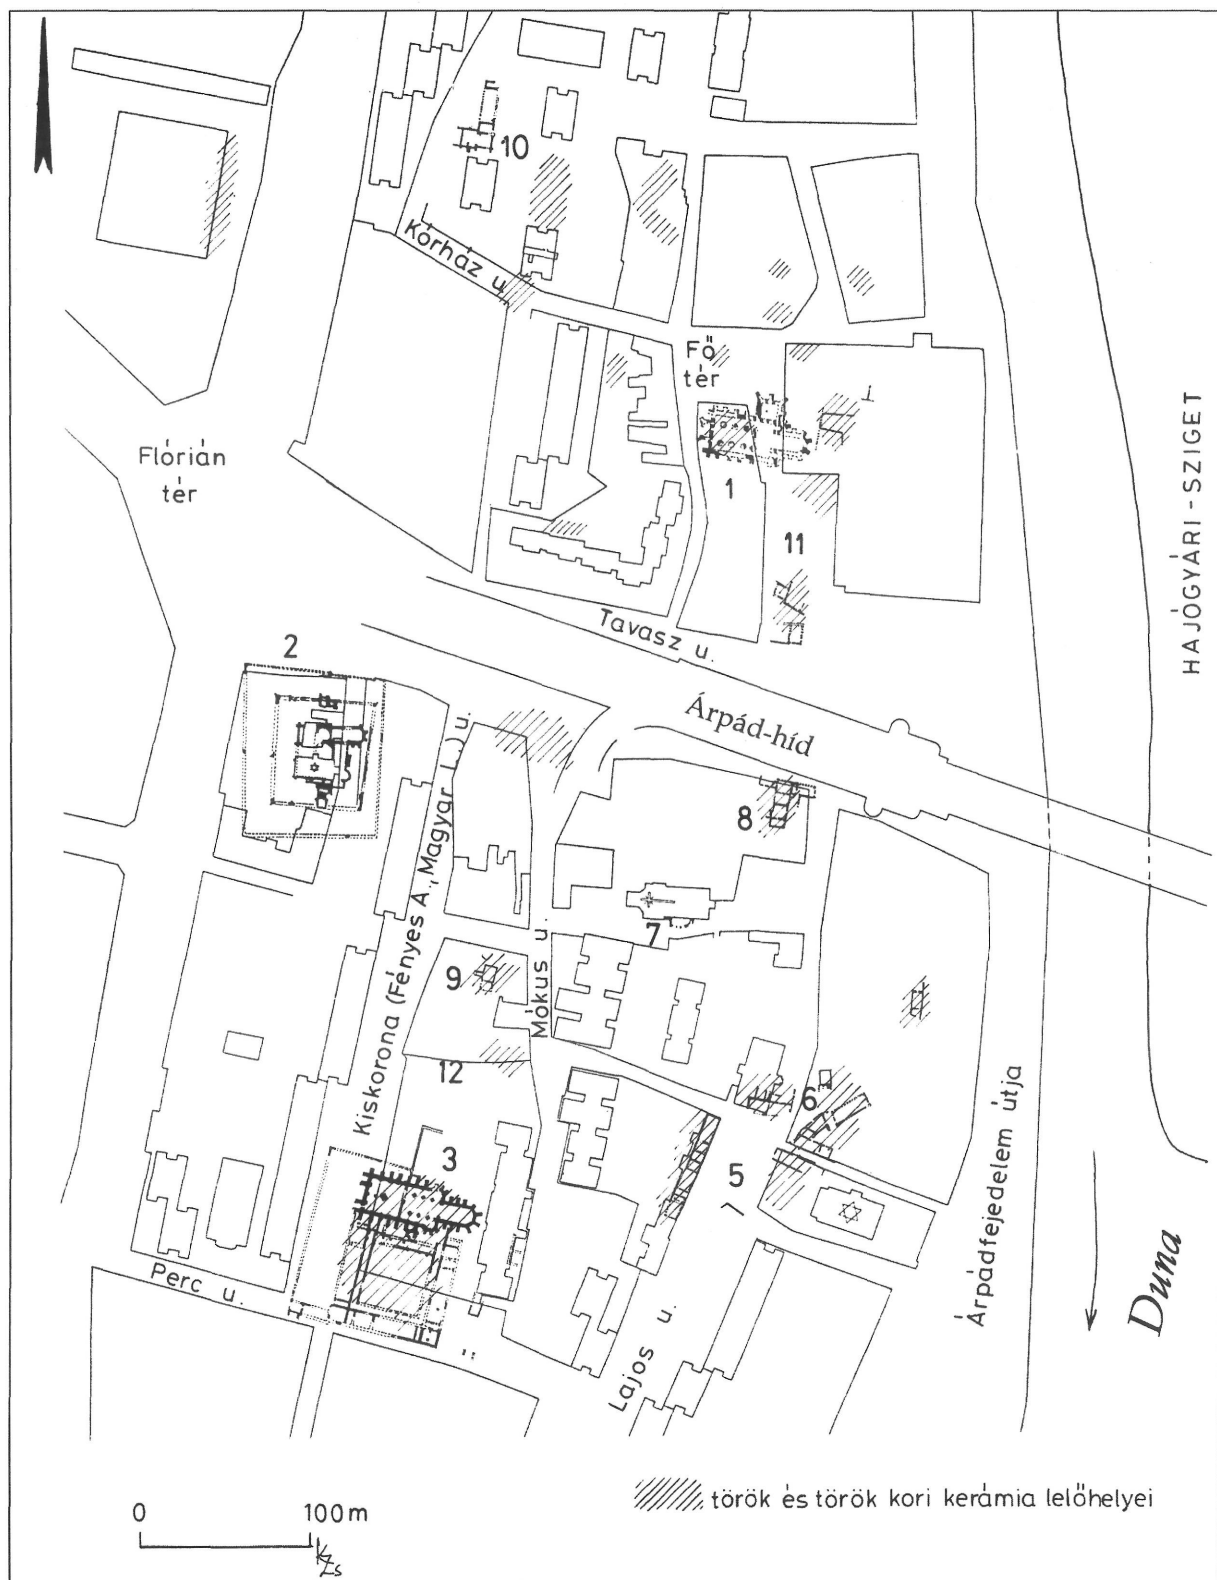 10
Kórház u.
Fő
tér
Flórián
tér
1
11
HAJÓGYÁRI-SZIGET
Tavasz u.
2
Árpád-híd
Kiskorona (Fényes A., Magyar L.) u.
8
7
Mókus u.
9
12
6
3
5
Árpádfejedelem útja
Perc u.
Lajos u.
Duna
török és török kori kerámia lelőhelyei
0 100m